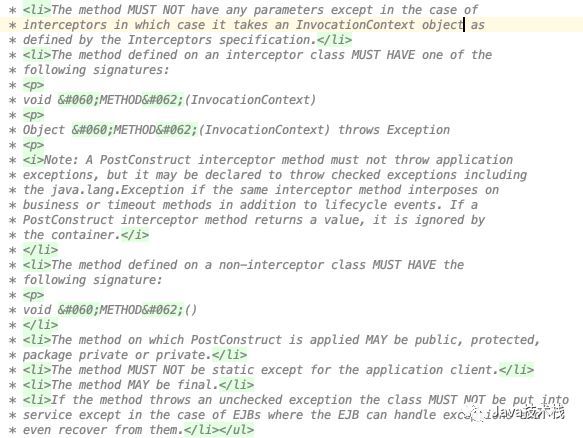 * <li>The method MUST NOT have any parameters except in the case of
* interceptors in which case it takes an InvocationContext object as
* defined by the Interceptors specification.</li>
* <li>The method defined on an interceptor class MUST HAVE one of the
* following signatures:
* <p>
* void &#060;METHOD&#062;(InvocationContext)
* <p>
* Object &#060;METHOD&#062;(InvocationContext) throws Exception
* <p>
* <i>Note: A PostConstruct interceptor method must not throw application
* exceptions, but it may be declared to throw checked exceptions including
* the java.lang.Exception if the same interceptor method interposes on
* business or timeout methods in addition to lifecycle events. If a
* PostConstruct interceptor method returns a value, it is ignored by
* the container.</i>
* </li>
* <li>The method defined on a non-interceptor class MUST HAVE the
* following signature:
* <p>
* void &#060;METHOD&#062;()
* </li>
* <li>The method on which PostConstruct is applied MAY be public, protected,
* package private or private.</li>
* <li>The method MUST NOT be static except for the application client.</li>
* <li>The method MAY be final.</li>
* <li>If the method throws an unchecked exception the class MUST NOT be put into
* service except in the case of EJBs where the EJB can handle
* even recover from them.</li></ul>
Java技术栈